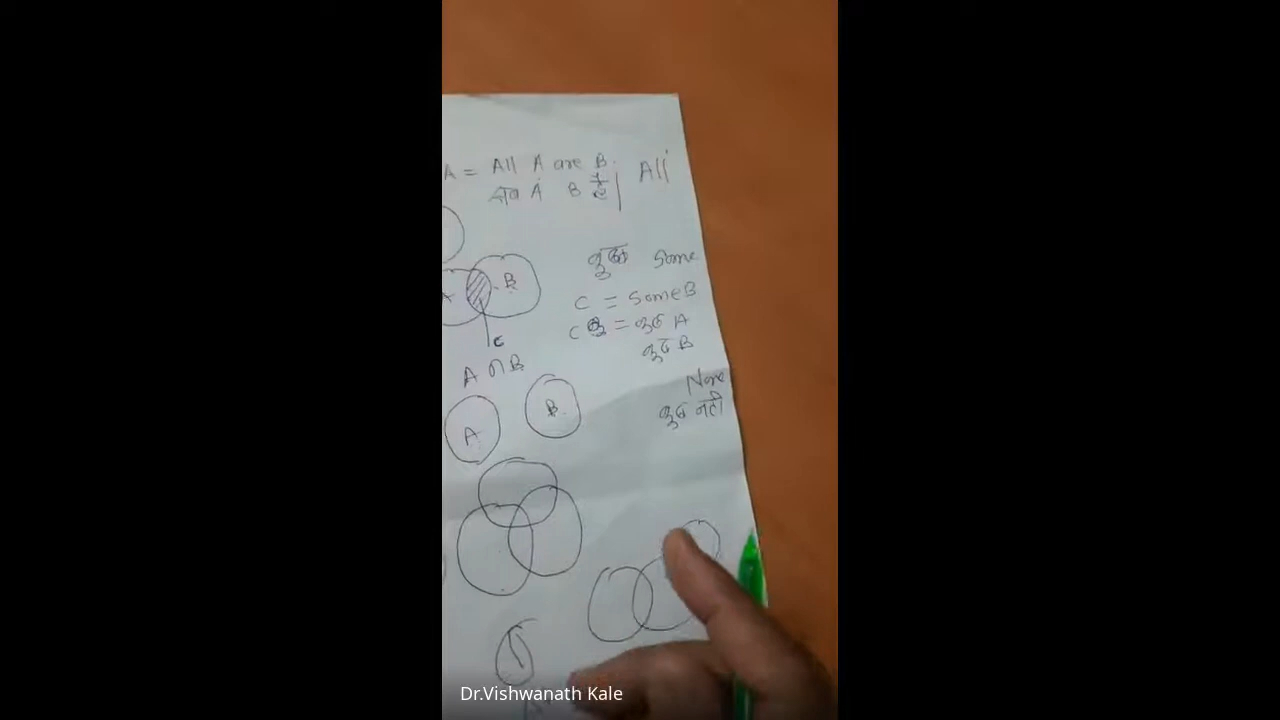 A = All A are B.
सब A B है| All
कुछ Some
A B
C = Some B
c = कुछ A
c
कुछ B
A ∩ B
None
कुछ नही
A B
Dr.Vishwanath Kale